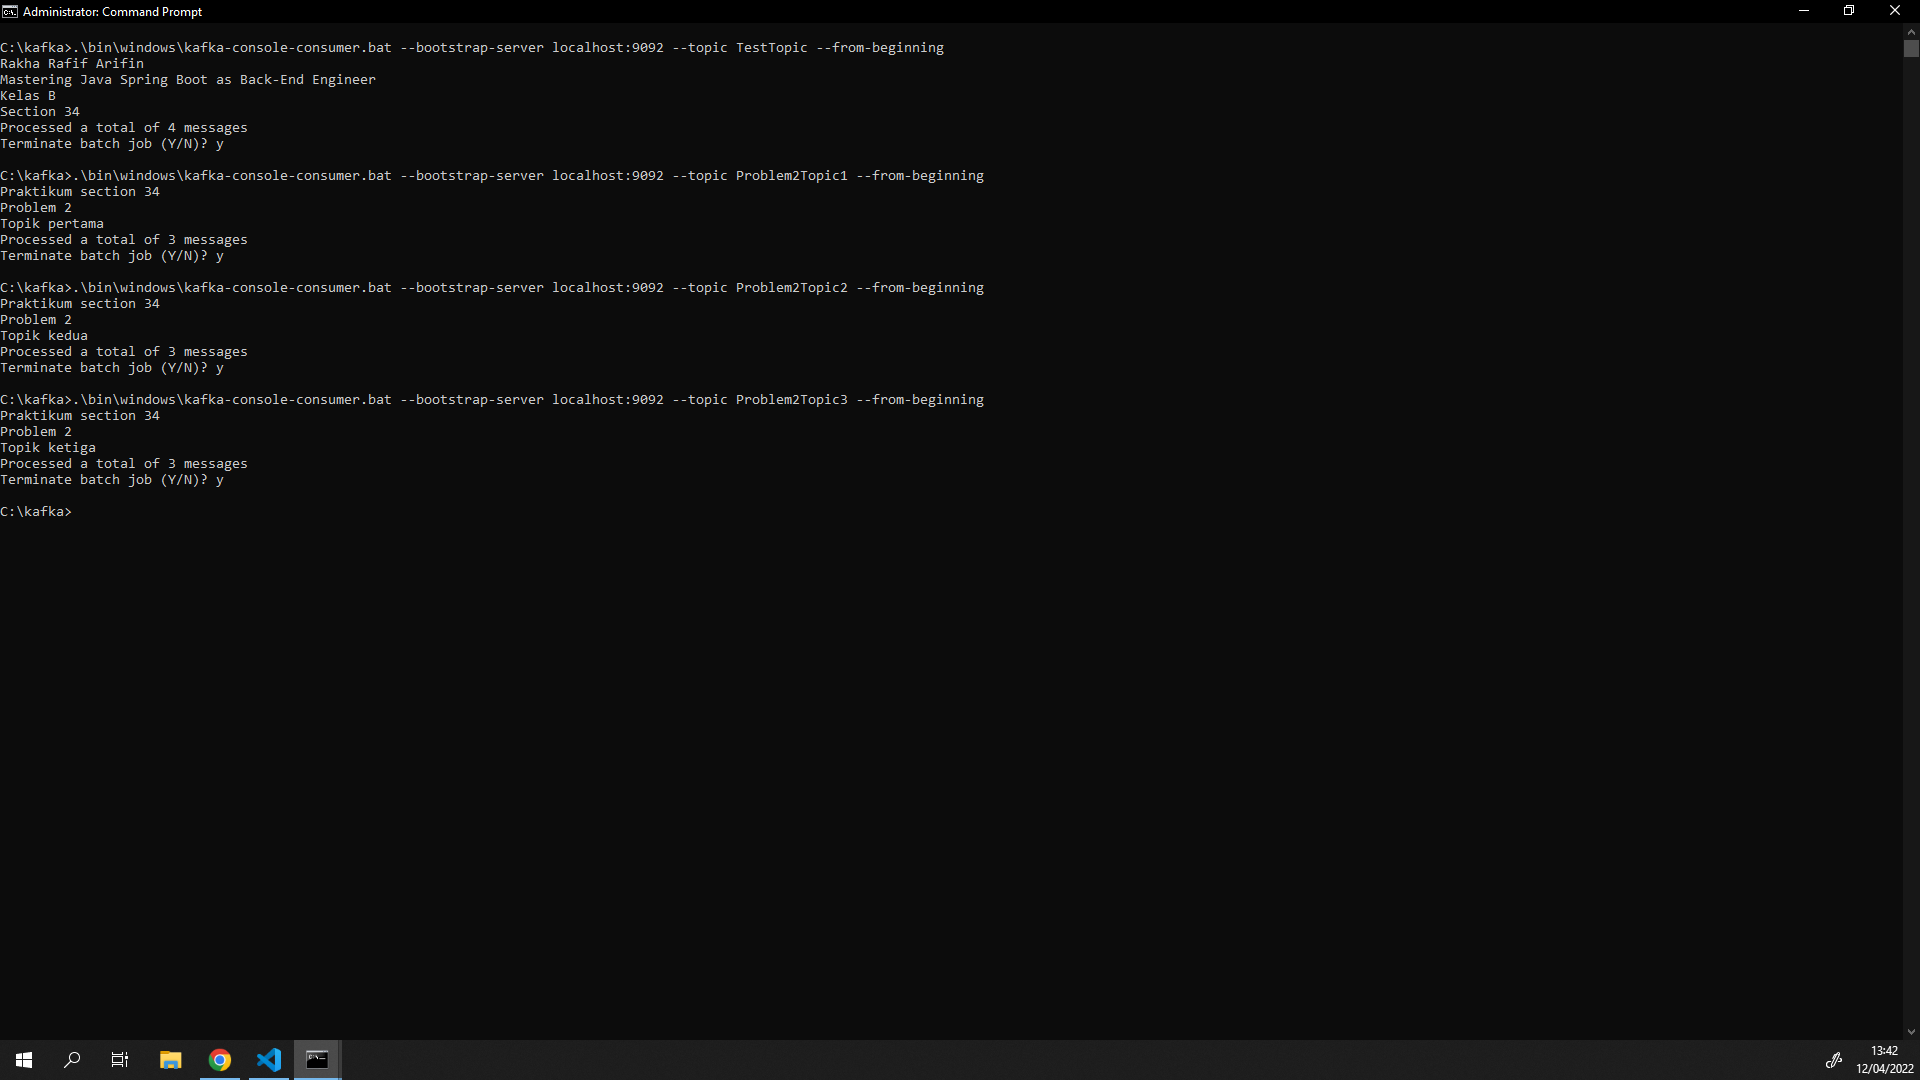 Administrator: Command Prompt
C:\kafka>.\bin\windows\kafka-console-consumer.bat --bootstrap-server localhost:9092 --topic TestTopic --from-beginning
Rakha Rafif Arifin
Mastering Java Spring Boot as Back-End Engineer
Kelas B
Section 34
Processed a total of 4 messages
Terminate batch job (Y/N)? y
C:\kafka>.\bin\windows\kafka-console-consumer.bat --bootstrap-server localhost:9092 --topic Problem2Topic1 --from-beginning
Praktikum section 34
Problem 2
Topik pertama
Processed a total of 3 messages
Terminate batch job (Y/N)? y
C:\kafka>.\bin\windows\kafka-console-consumer.bat --bootstrap-server localhost:9092 --topic Problem2Topic2 --from-beginning
Praktikum section 34
Problem 2
Topik kedua
Processed a total of 3 messages
Terminate batch job (Y/N)? y
C:\kafka>.\bin\windows\kafka-console-consumer.bat --bootstrap-server localhost:9092 --topic Problem2Topic3 --from-beginning
Praktikum section 34
Problem 2
Topik ketiga
Processed a total of 3 messages
Terminate batch job (Y/N)? y
C:\kafka>
13:42
12/04/2022